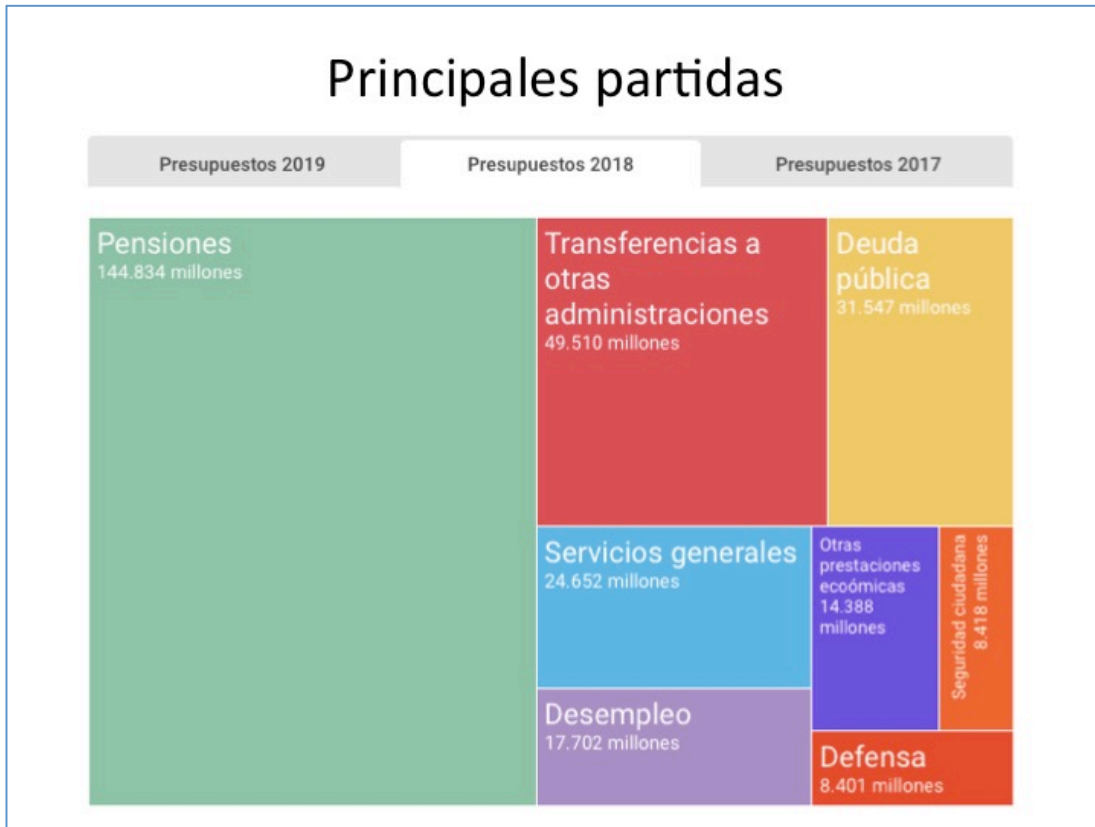 Principales partidas
Presupuestos 2019
Presupuestos 2018
Presupuestos 2017
Pensiones
144.834 millones
Transferencias a
otras
administraciones
49.510 millones
Deuda
pública
31.547 millones
Servicios generales
24.652 millones
Otras
prestaciones
ecoómicas
14.388
millones
Seguridad ciudadana
8.418 millones
Desempleo
17.702 millones
Defensa
8.401 millones